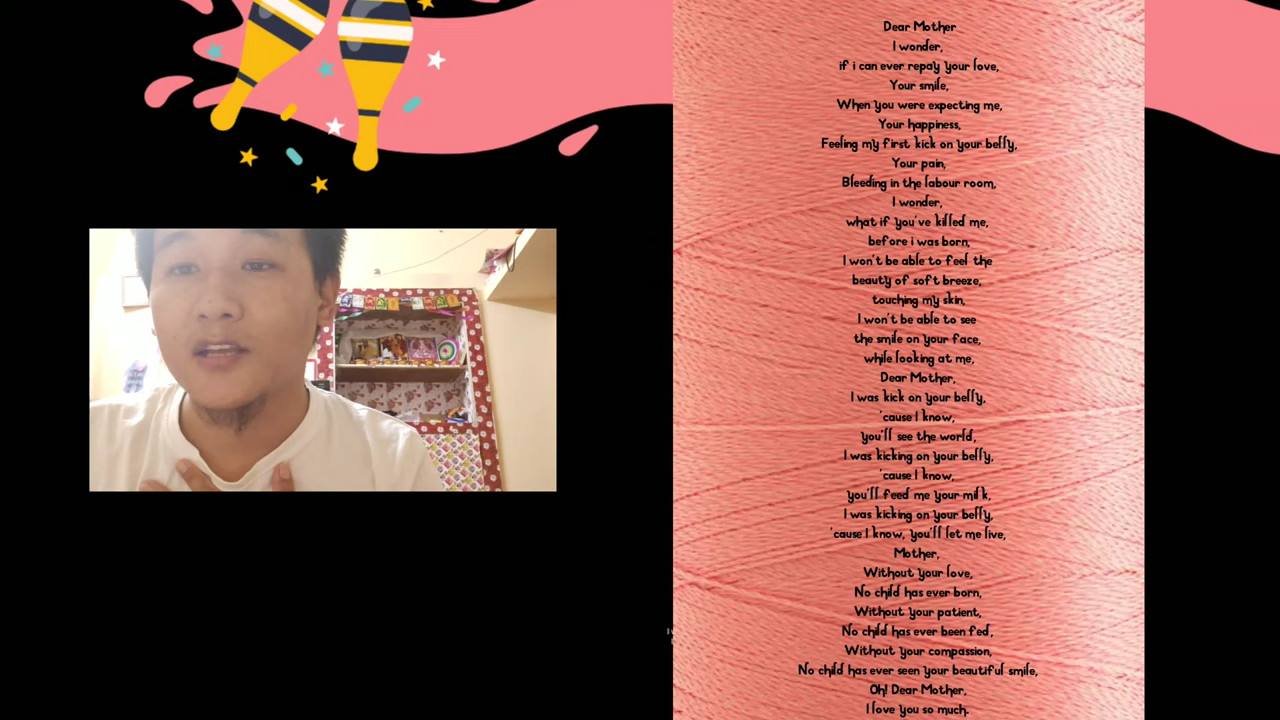 Dear Mother
I wonder,
if i can ever repay your love,
Your smile,
When you were expecting me,
Your happiness,
Feeling my first kick on your belly,
Your pain,
Bleeding in the labour room,
I wonder,
what if you've killed me,
before i was born,
I won't be able to feel the
beauty of soft breeze,
touching my skin,
I won't be able to see
the smile on your face,
while looking at me,
Dear Mother,
I was kick on your belly,
'cause I know,
you'll see the world,
I was kicking on your belly,
'cause I know,
you'll feed me your milk,
I was kicking on your belly,
'cause I know, you'll let me live,
Mother,
Without your love,
No child has ever born,
Without your patient,
No child has ever been fed,
Without your compassion,
No child has ever seen your beautiful smile,
Oh! Dear Mother,
I love you so much.